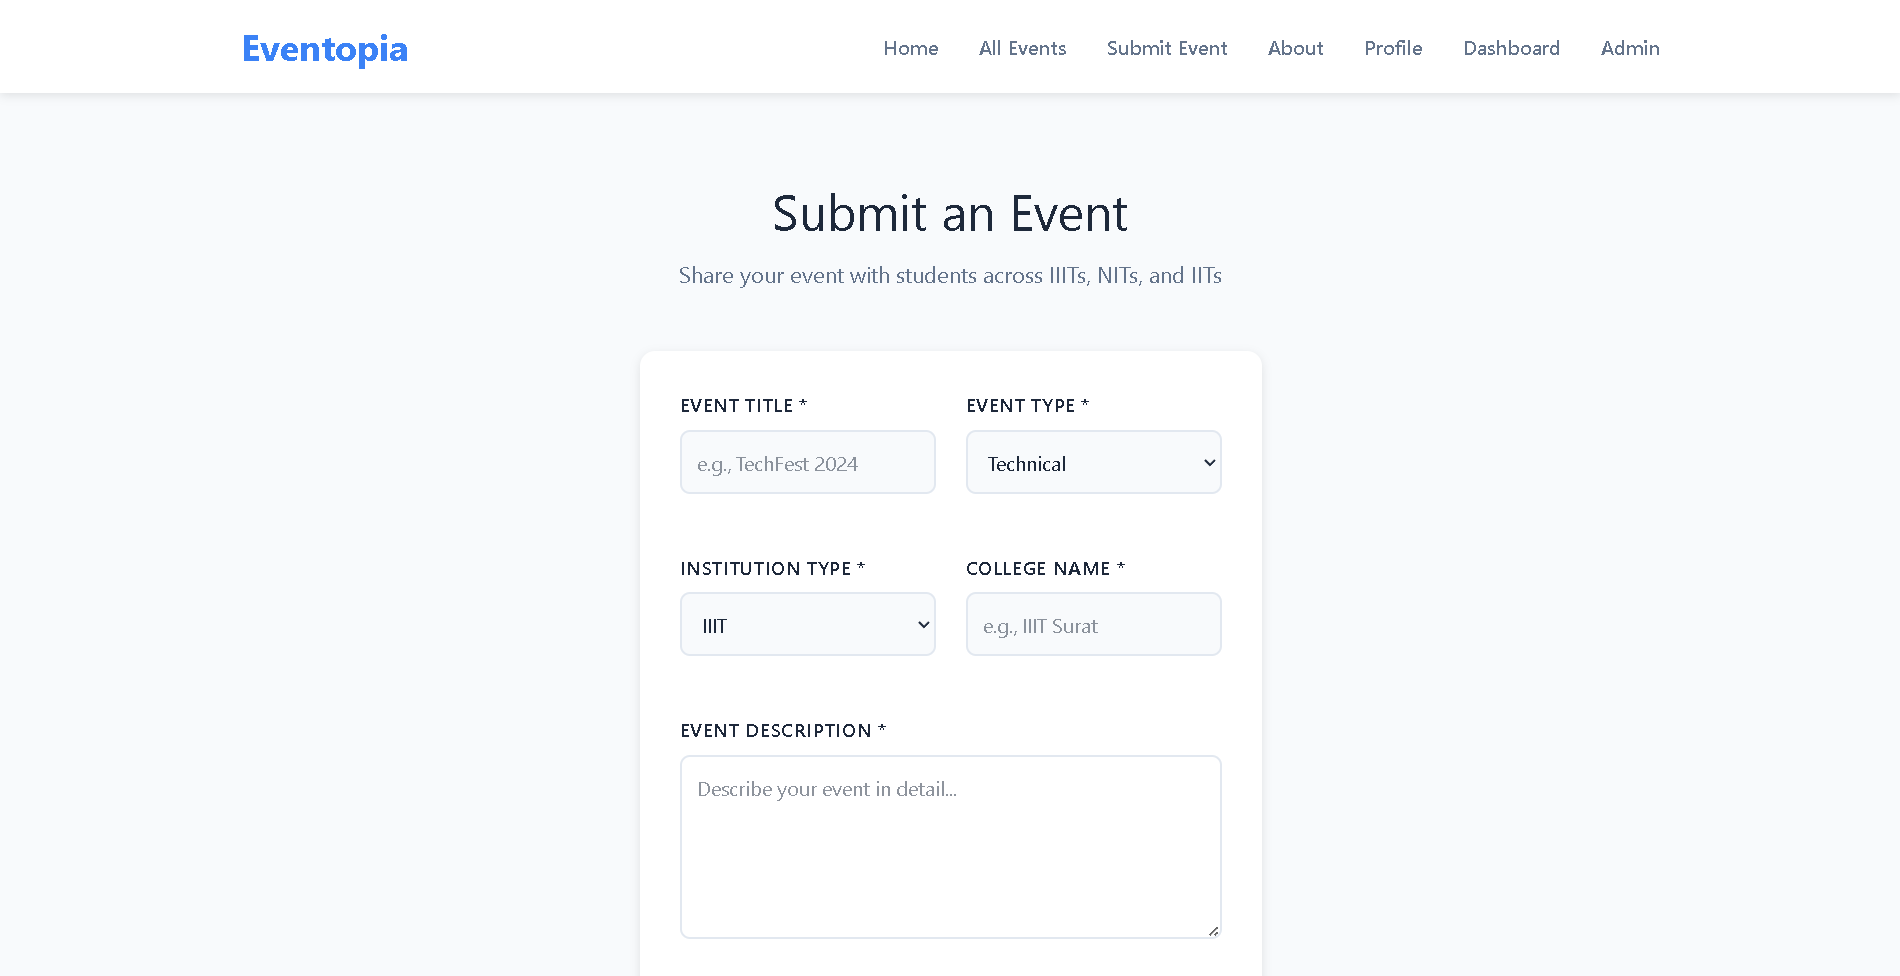 Eventopia
Home All Events Submit Event About Profile Dashboard Admin
Submit an Event
Share your event with students across IIITs, NITs, and IITs
EVENT TITLE * EVENT TYPE *
e.g., TechFest 2024 Technical
INSTITUTION TYPE * COLLEGE NAME *
IIIT e.g., IIIT Surat
EVENT DESCRIPTION *
Describe your event in detail...